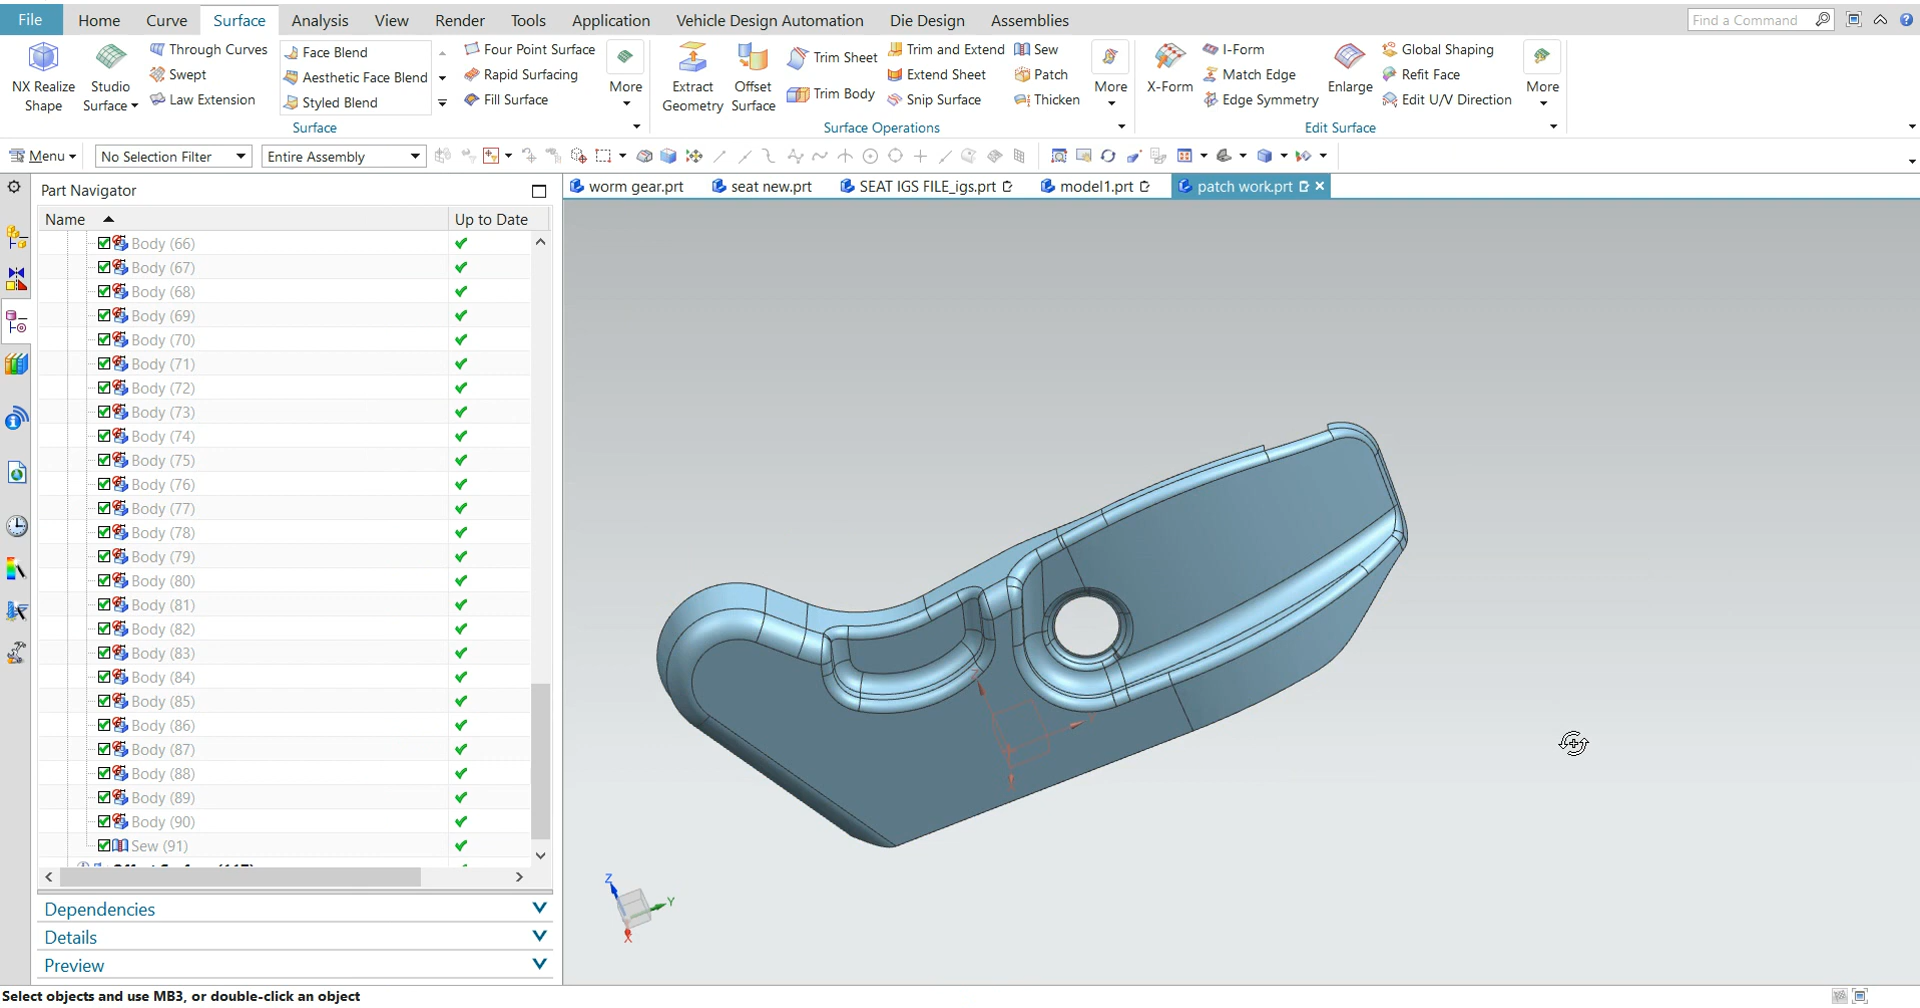 File Home Curve Surface Analysis View Render Tools Application Vehicle Design Automation Die Design Assemblies Find a Command
NX Realize Shape
Studio Surface
Through Curves
Swept
Law Extension
Face Blend
Aesthetic Face Blend
Styled Blend
Four Point Surface
Rapid Surfacing
Fill Surface
More
Surface
Extract Geometry
Offset Surface
Trim Sheet
Trim Body
Trim and Extend
Extend Sheet
Snip Surface
Sew
Patch
Thicken
More
Surface Operations
X-Form
I-Form
Match Edge
Edge Symmetry
Enlarge
Global Shaping
Refit Face
Edit U/V Direction
More
Edit Surface
Menu No Selection Filter Entire Assembly
Part Navigator
worm gear.prt seat new.prt SEAT IGS FILE_igs.prt model1.prt patch work.prt
Name Up to Date
Body (66)
Body (67)
Body (68)
Body (69)
Body (70)
Body (71)
Body (72)
Body (73)
Body (74)
Body (75)
Body (76)
Body (77)
Body (78)
Body (79)
Body (80)
Body (81)
Body (82)
Body (83)
Body (84)
Body (85)
Body (86)
Body (87)
Body (88)
Body (89)
Body (90)
Sew (91)
Dependencies
Details
Preview
Z
Y
X
Select objects and use MB3, or double-click an object